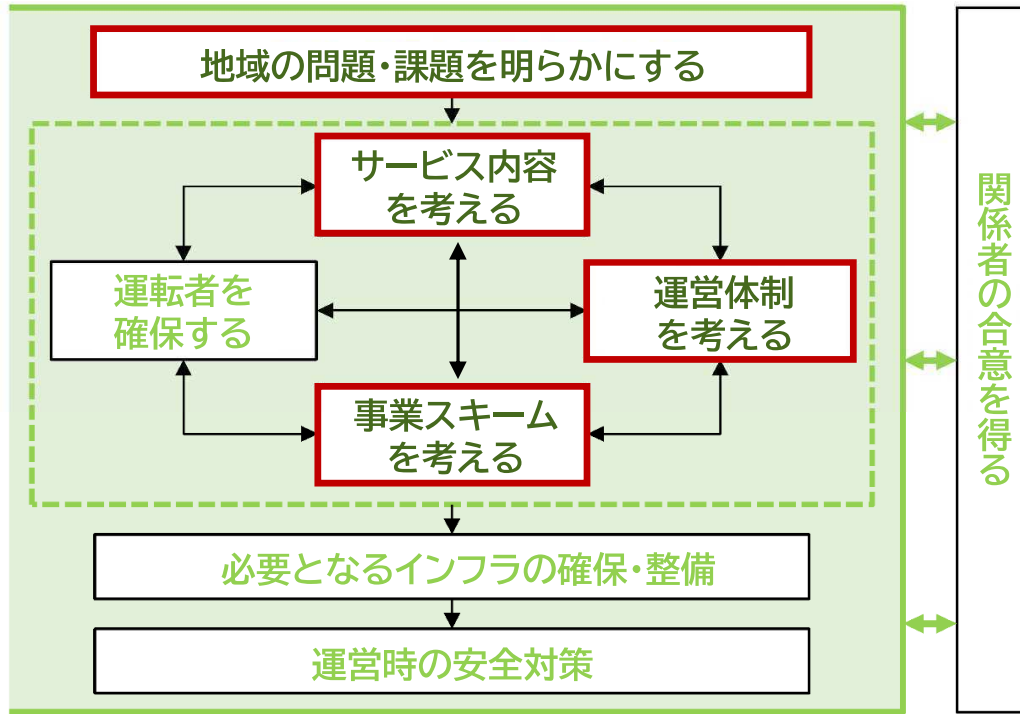 地域の問題・課題を明らかにする
サービス内容
を考える
運転者を
確保する
運営体制
を考える
事業スキーム
を考える
必要となるインフラの確保・整備
運営時の安全対策
関係者の合意を得る